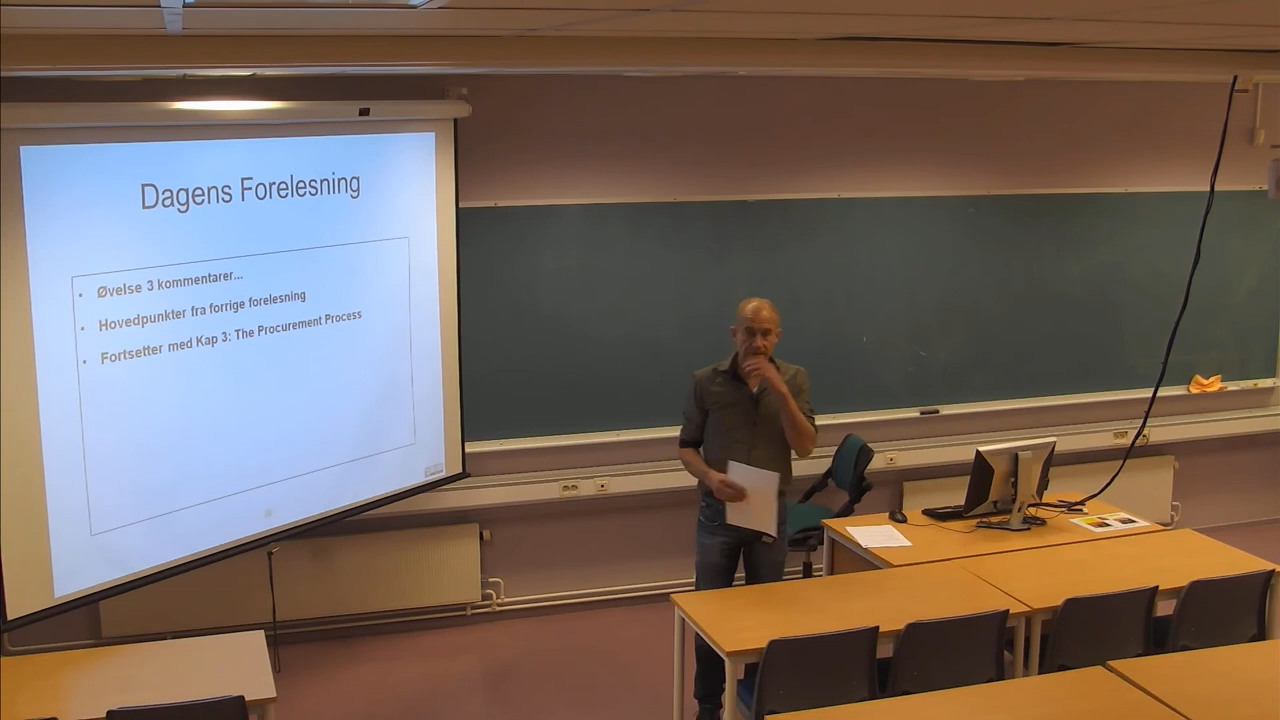 Dagens Forelesning
• Øvelse 3 kommentarer...
• Hovedpunkter fra forrige forelesning
• Fortsetter med Kap 3: The Procurement Process